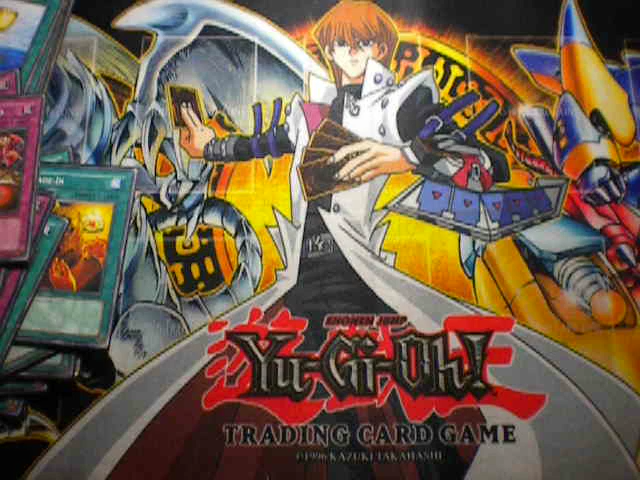 SHONEN JUMP
Yu-Gi-Oh!
TRADING CARD GAME
©1996 KAZUKI TAKAHASHI